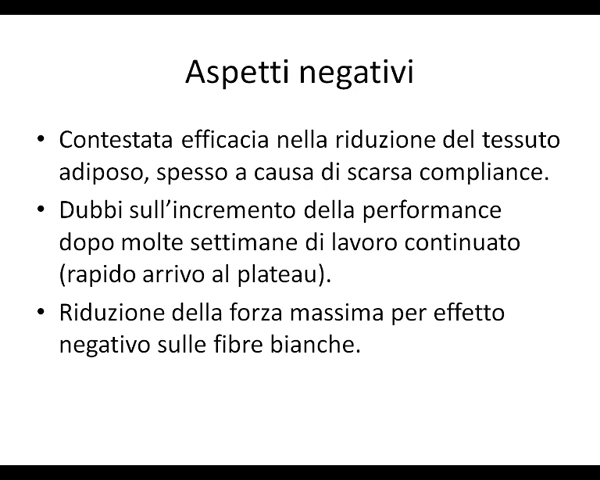 Aspetti negativi
• Contestata efficacia nella riduzione del tessuto
adiposo, spesso a causa di scarsa compliance.
• Dubbi sull'incremento della performance
dopo molte settimane di lavoro continuato
(rapido arrivo al plateau).
• Riduzione della forza massima per effetto
negativo sulle fibre bianche.